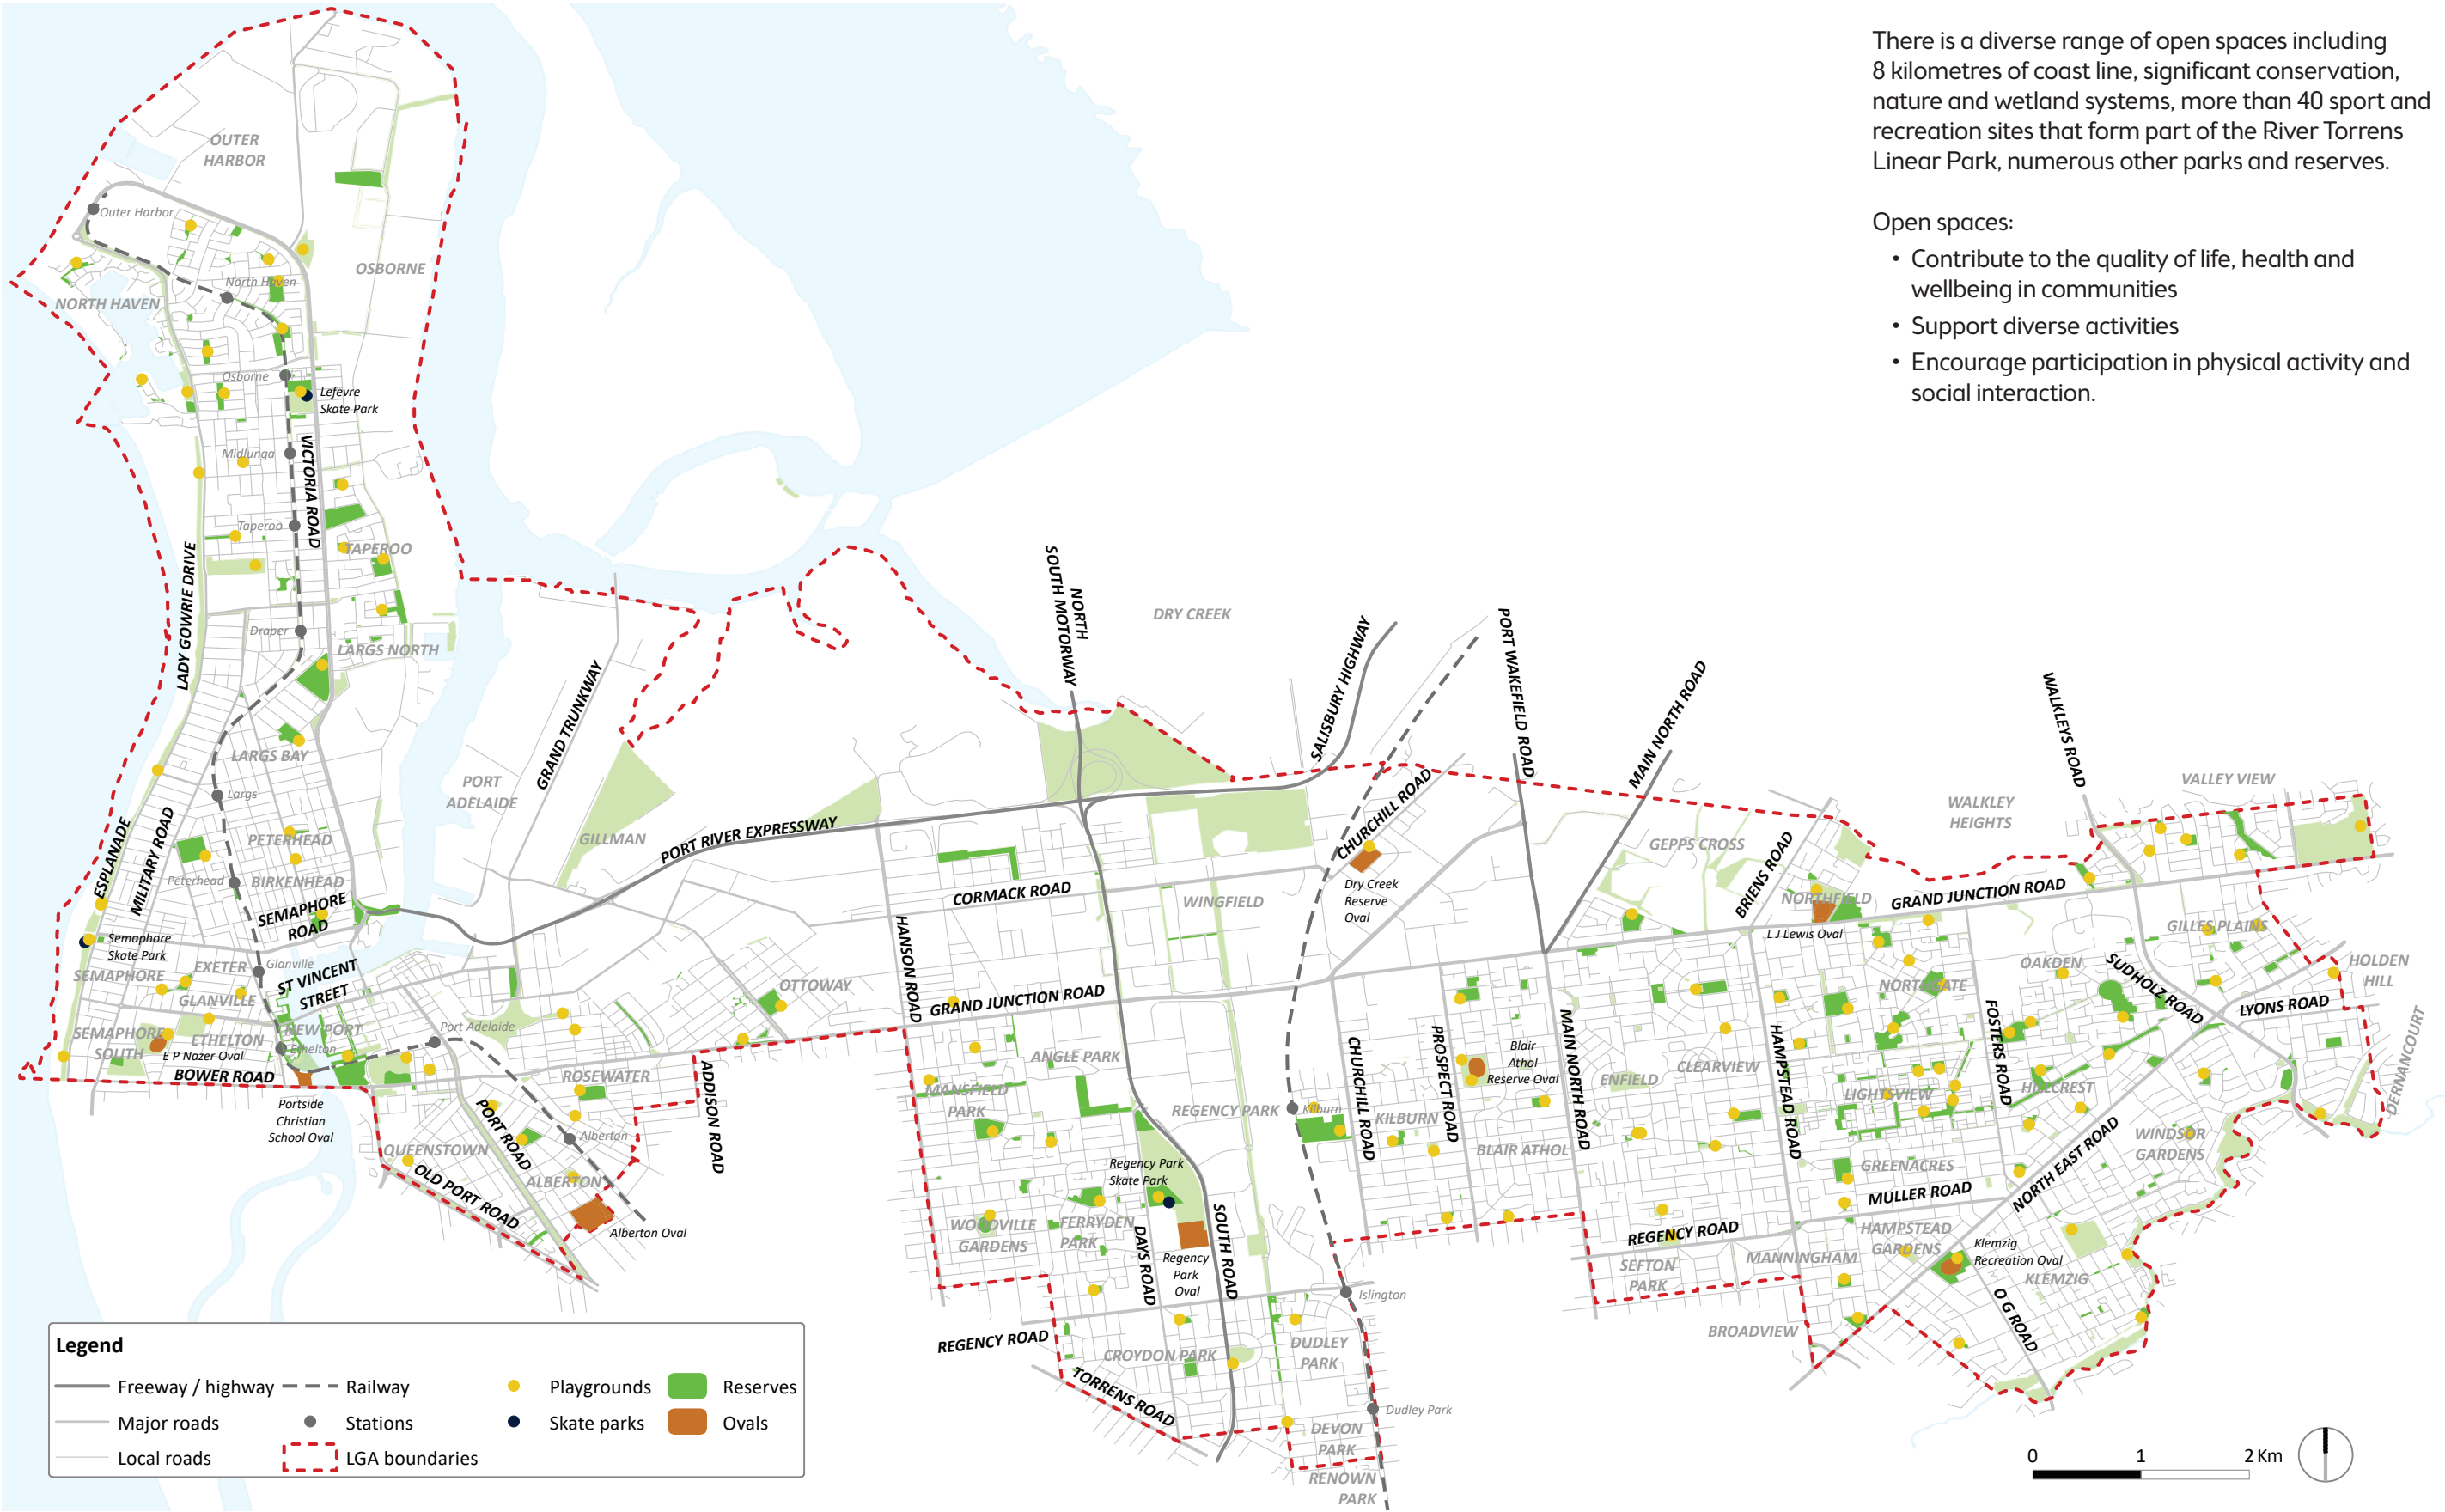 There is a diverse range of open spaces including
8 kilometres of coast line, significant conservation,
nature and wetland systems, more than 40 sport and
recreation sites that form part of the River Torrens
Linear Park, numerous other parks and reserves.
Open spaces:
• Contribute to the quality of life, health and
wellbeing in communities
• Support diverse activities
• Encourage participation in physical activity and
social interaction.
OUTER
HARBOR
Outer Harbor
OSBORNE
North Haven
NORTH HAVEN
Osborne
Lefevre
Skate Park
Midlunga
VICTORIA ROAD
Taperoo
TAPEROO
LADY GOWRIE DRIVE
Draper
LARGS NORTH
LARGS BAY
Largs
PORT
ADELAIDE
GRAND TRUNKWAY
GILLMAN
ESPLANADE
MILITARY ROAD
PETERHEAD
Peterhead
BIRKENHEAD
SEMAPHORE
ROAD
Semaphore
Skate Park
SEMAPHORE
EXETER
Glanville
GLANVILLE
ST VINCENT
STREET
SEMAPHORE
SOUTH
ETHELTON
NEW PORT
Ethelton
E P Nazer Oval
BOWER ROAD
Port Adelaide
Portside
Christian
School Oval
ROSEWATER
ADDISON ROAD
PORT ROAD
Alberton
QUEENSTOWN
OLD PORT ROAD
ALBERTON
Alberton Oval
OTTOWAY
PORT RIVER EXPRESSWAY
NORTH
SOUTH MOTORWAY
DRY CREEK
SALISBURY HIGHWAY
PORT WAKEFIELD ROAD
MAIN NORTH ROAD
CHURCHILL ROAD
Dry Creek
Reserve
Oval
CORMACK ROAD
WINGFIELD
HANSON ROAD
GRAND JUNCTION ROAD
ANGLE PARK
MANSFIELD
PARK
REGENCY PARK
Kilburn
Regency Park
Skate Park
WOODVILLE
GARDENS
FERRYDEN
PARK
DAYS ROAD
SOUTH ROAD
Regency
Park
Oval
REGENCY ROAD
CROYDON PARK
TORRENS ROAD
DUDLEY
PARK
Islington
Dudley Park
DEVON
PARK
RENOWN
PARK
CHURCHILL ROAD
PROSPECT ROAD
KILBURN
Blair
Athol
Reserve Oval
BLAIR ATHOL
MAIN NORTH ROAD
ENFIELD
CLEARVIEW
REGENCY ROAD
SEFTON
PARK
MANNINGHAM
BROADVIEW
GEPPS CROSS
BRIENS ROAD
NORTHFIELD
L J Lewis Oval
GRAND JUNCTION ROAD
WALKLEY
HEIGHTS
WALKLEYS ROAD
VALLEY VIEW
GILLES PLAINS
HOLDEN
HILL
OAKDEN
SUDHOLZ ROAD
LYONS ROAD
DERNANCOURT
NORTHGATE
FOSTERS ROAD
HAMPSTEAD ROAD
LIGHTSVIEW
HILLCREST
GREENACRES
MULLER ROAD
NORTH EAST ROAD
WINDSOR
GARDENS
HAMPSTEAD
GARDENS
Klemzig
Recreation Oval
KLEMZIG
O G ROAD
Legend
Freeway / highway
Railway
Playgrounds
Reserves
Major roads
Stations
Skate parks
Ovals
Local roads
LGA boundaries
0 1 2 Km